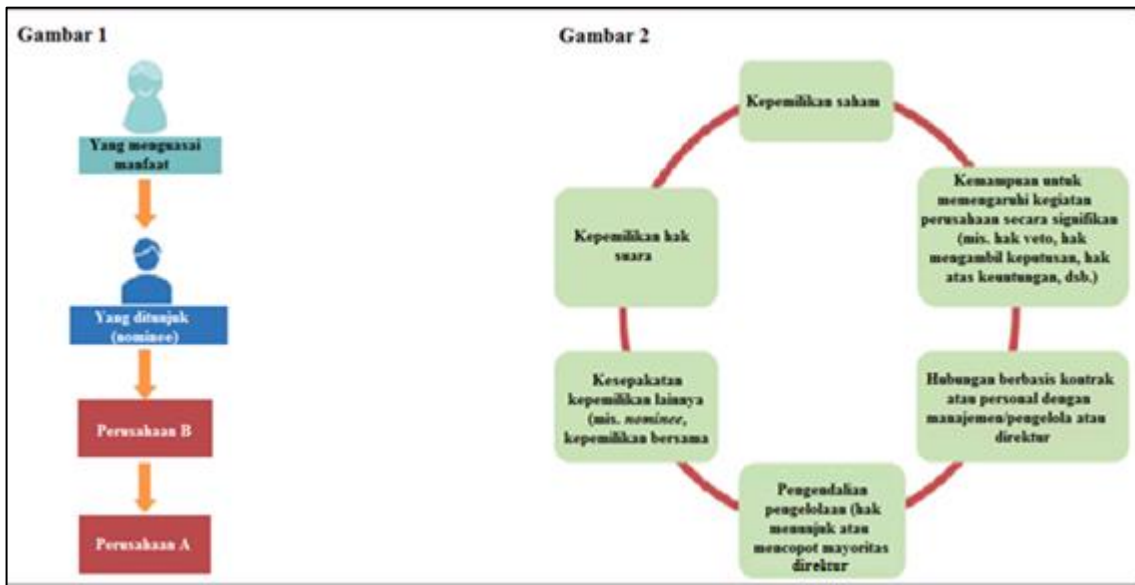 Gambar 1
Yang menguasai
manfaat
Yang ditunjuk
(nominee)
Perusahaan B
Perusahaan A
Gambar 2
Kepemilikan saham
Kemampuan untuk
memengaruhi kegiatan
perusahaan secara signifikan
(mis. hak veto, hak
mengambil keputusan, hak
atas keuntungan, dsb.)
Hubungan berbasis kontrak
atau personal dengan
manajemen/pengelola atau
direktur
Pengendalian
pengelolaan (hak
menunjuk atau
mencopot mayoritas
direktur
Kesepakatan
kepemilikan lainnya
(mis. nominee,
kepemilikan bersama
Kepemilikan hak
suara